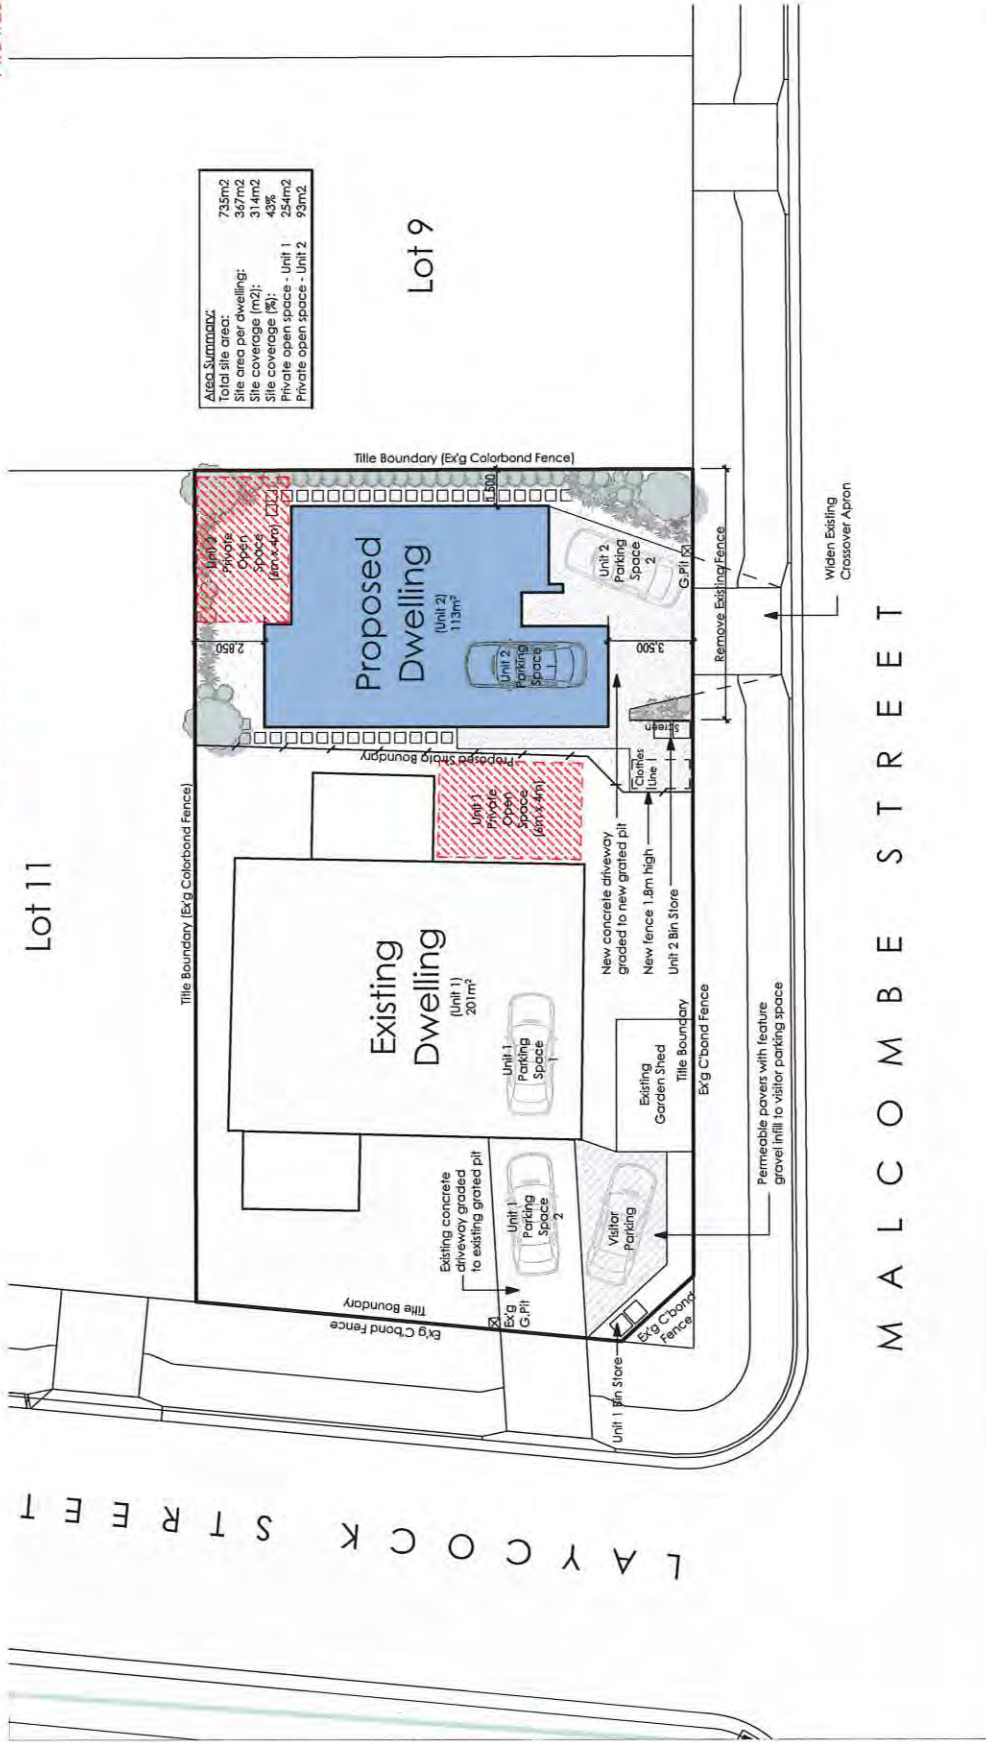 Area Summary:
Total site area: 735m2
Site area per dwelling: 367m2
Site coverage (m2): 314m2
Site coverage (%): 43%
Private open space - Unit 1 254m2
Private open space - Unit 2 93m2
Lot 11
Lot 9
Title Boundary (Ex'g Colorbond Fence)
Title Boundary (Ex'g Colorbond Fence)
Unit 2
Private
Open
Space
(6m x 4m)
2,850
1,500
Proposed
Dwelling
(Unit 2)
113m²
Unit 2
Parking
Space
1
Unit 2
Parking
Space
2
G.Pit
3,500
Remove Existing Fence
Widen Existing
Crossover Apron
Screen
Clothes
Line
Proposed Strata Boundary
Unit 1
Private
Open
Space
(6m x 4m)
New concrete driveway
graded to new grated pit
New fence 1.8m high
Unit 2 Bin Store
Existing
Dwelling
(Unit 1)
201m²
Unit 1
Parking
Space
1
Existing
Garden Shed
Title Boundary
Ex'g C'bond Fence
Permeable pavers with feature
gravel infill to visitor parking space
Existing concrete
driveway graded
to existing grated pit
Unit 1
Parking
Space
2
Visitor
Parking
Title Boundary
Ex'g C'bond Fence
Ex'g
G.Pit
Ex'g C'bond
Fence
Unit 1 Bin Store
MALCOMBE STREET
LAYCOCK STREET